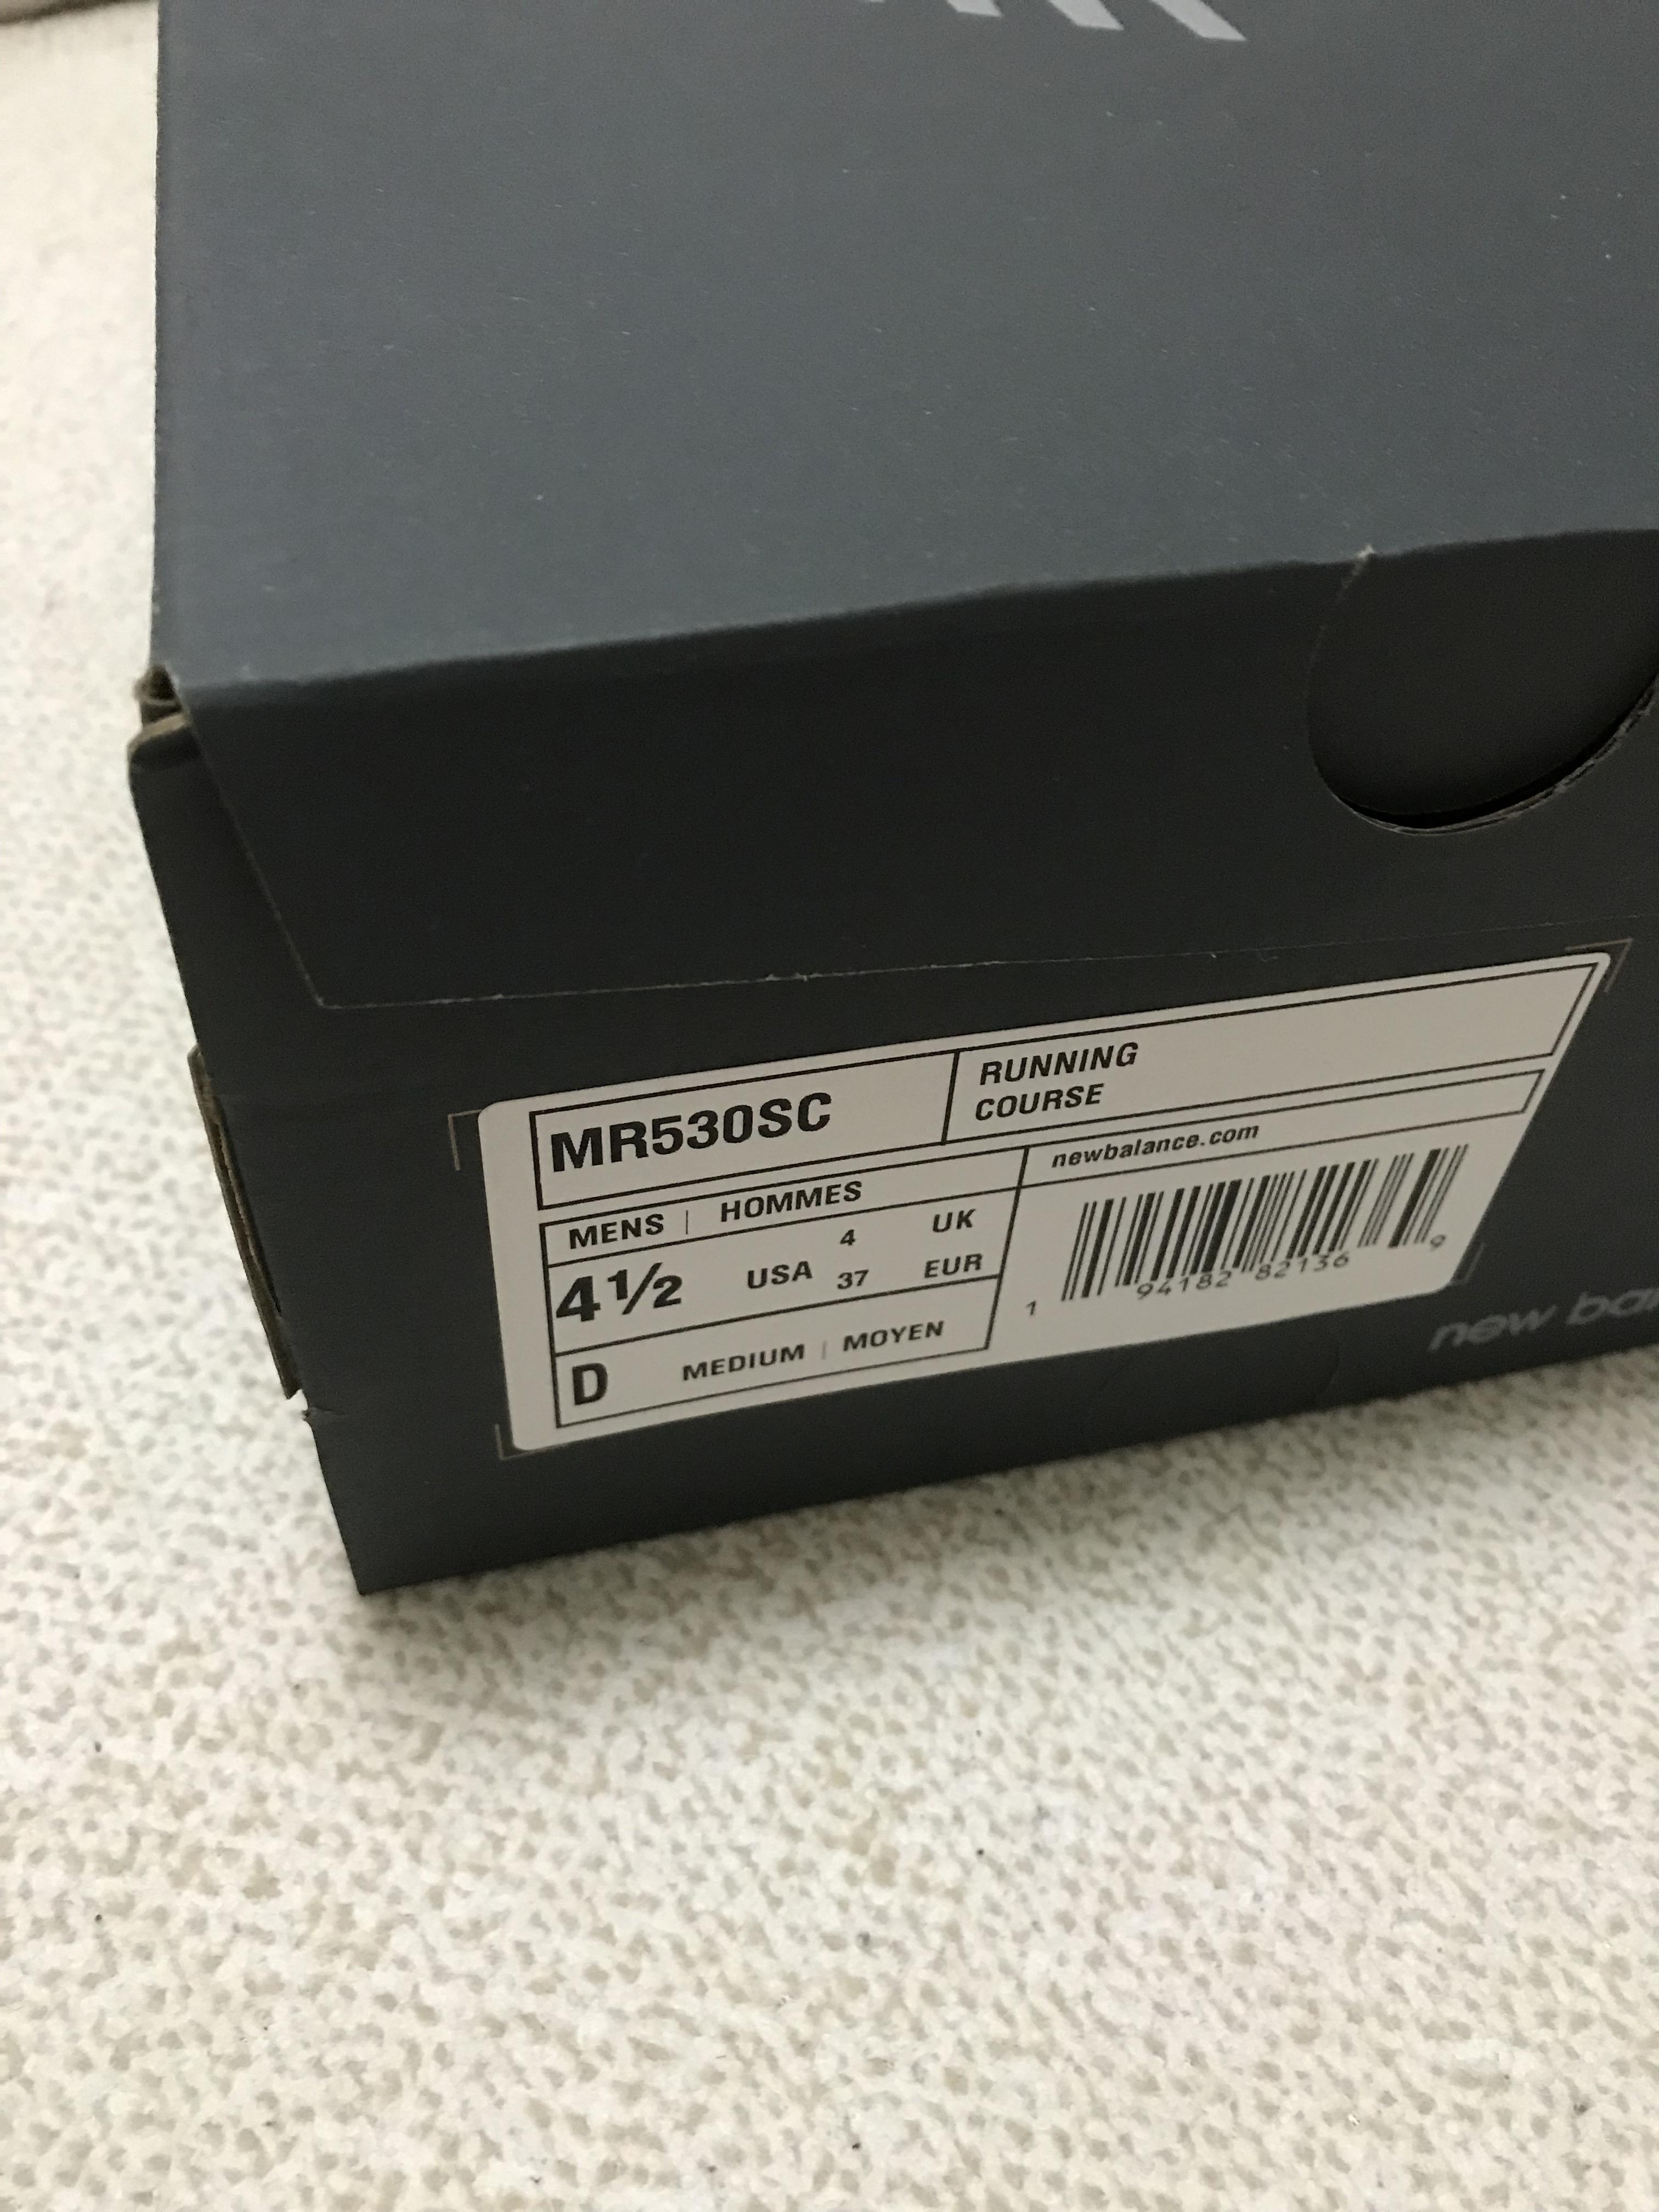 MR530SC
RUNNING
COURSE
MENS | HOMMES
newbalance.com
4½ USA 4 UK
37 EUR
D MEDIUM | MOYEN
1 94182 82136 9
new